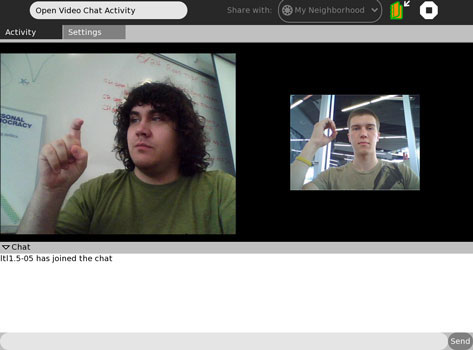 Open Video Chat Activity
Share with:
My Neighborhood
Activity
Settings
SONAL
OCRACY
Chat
ltl1.5-05 has joined the chat
Send